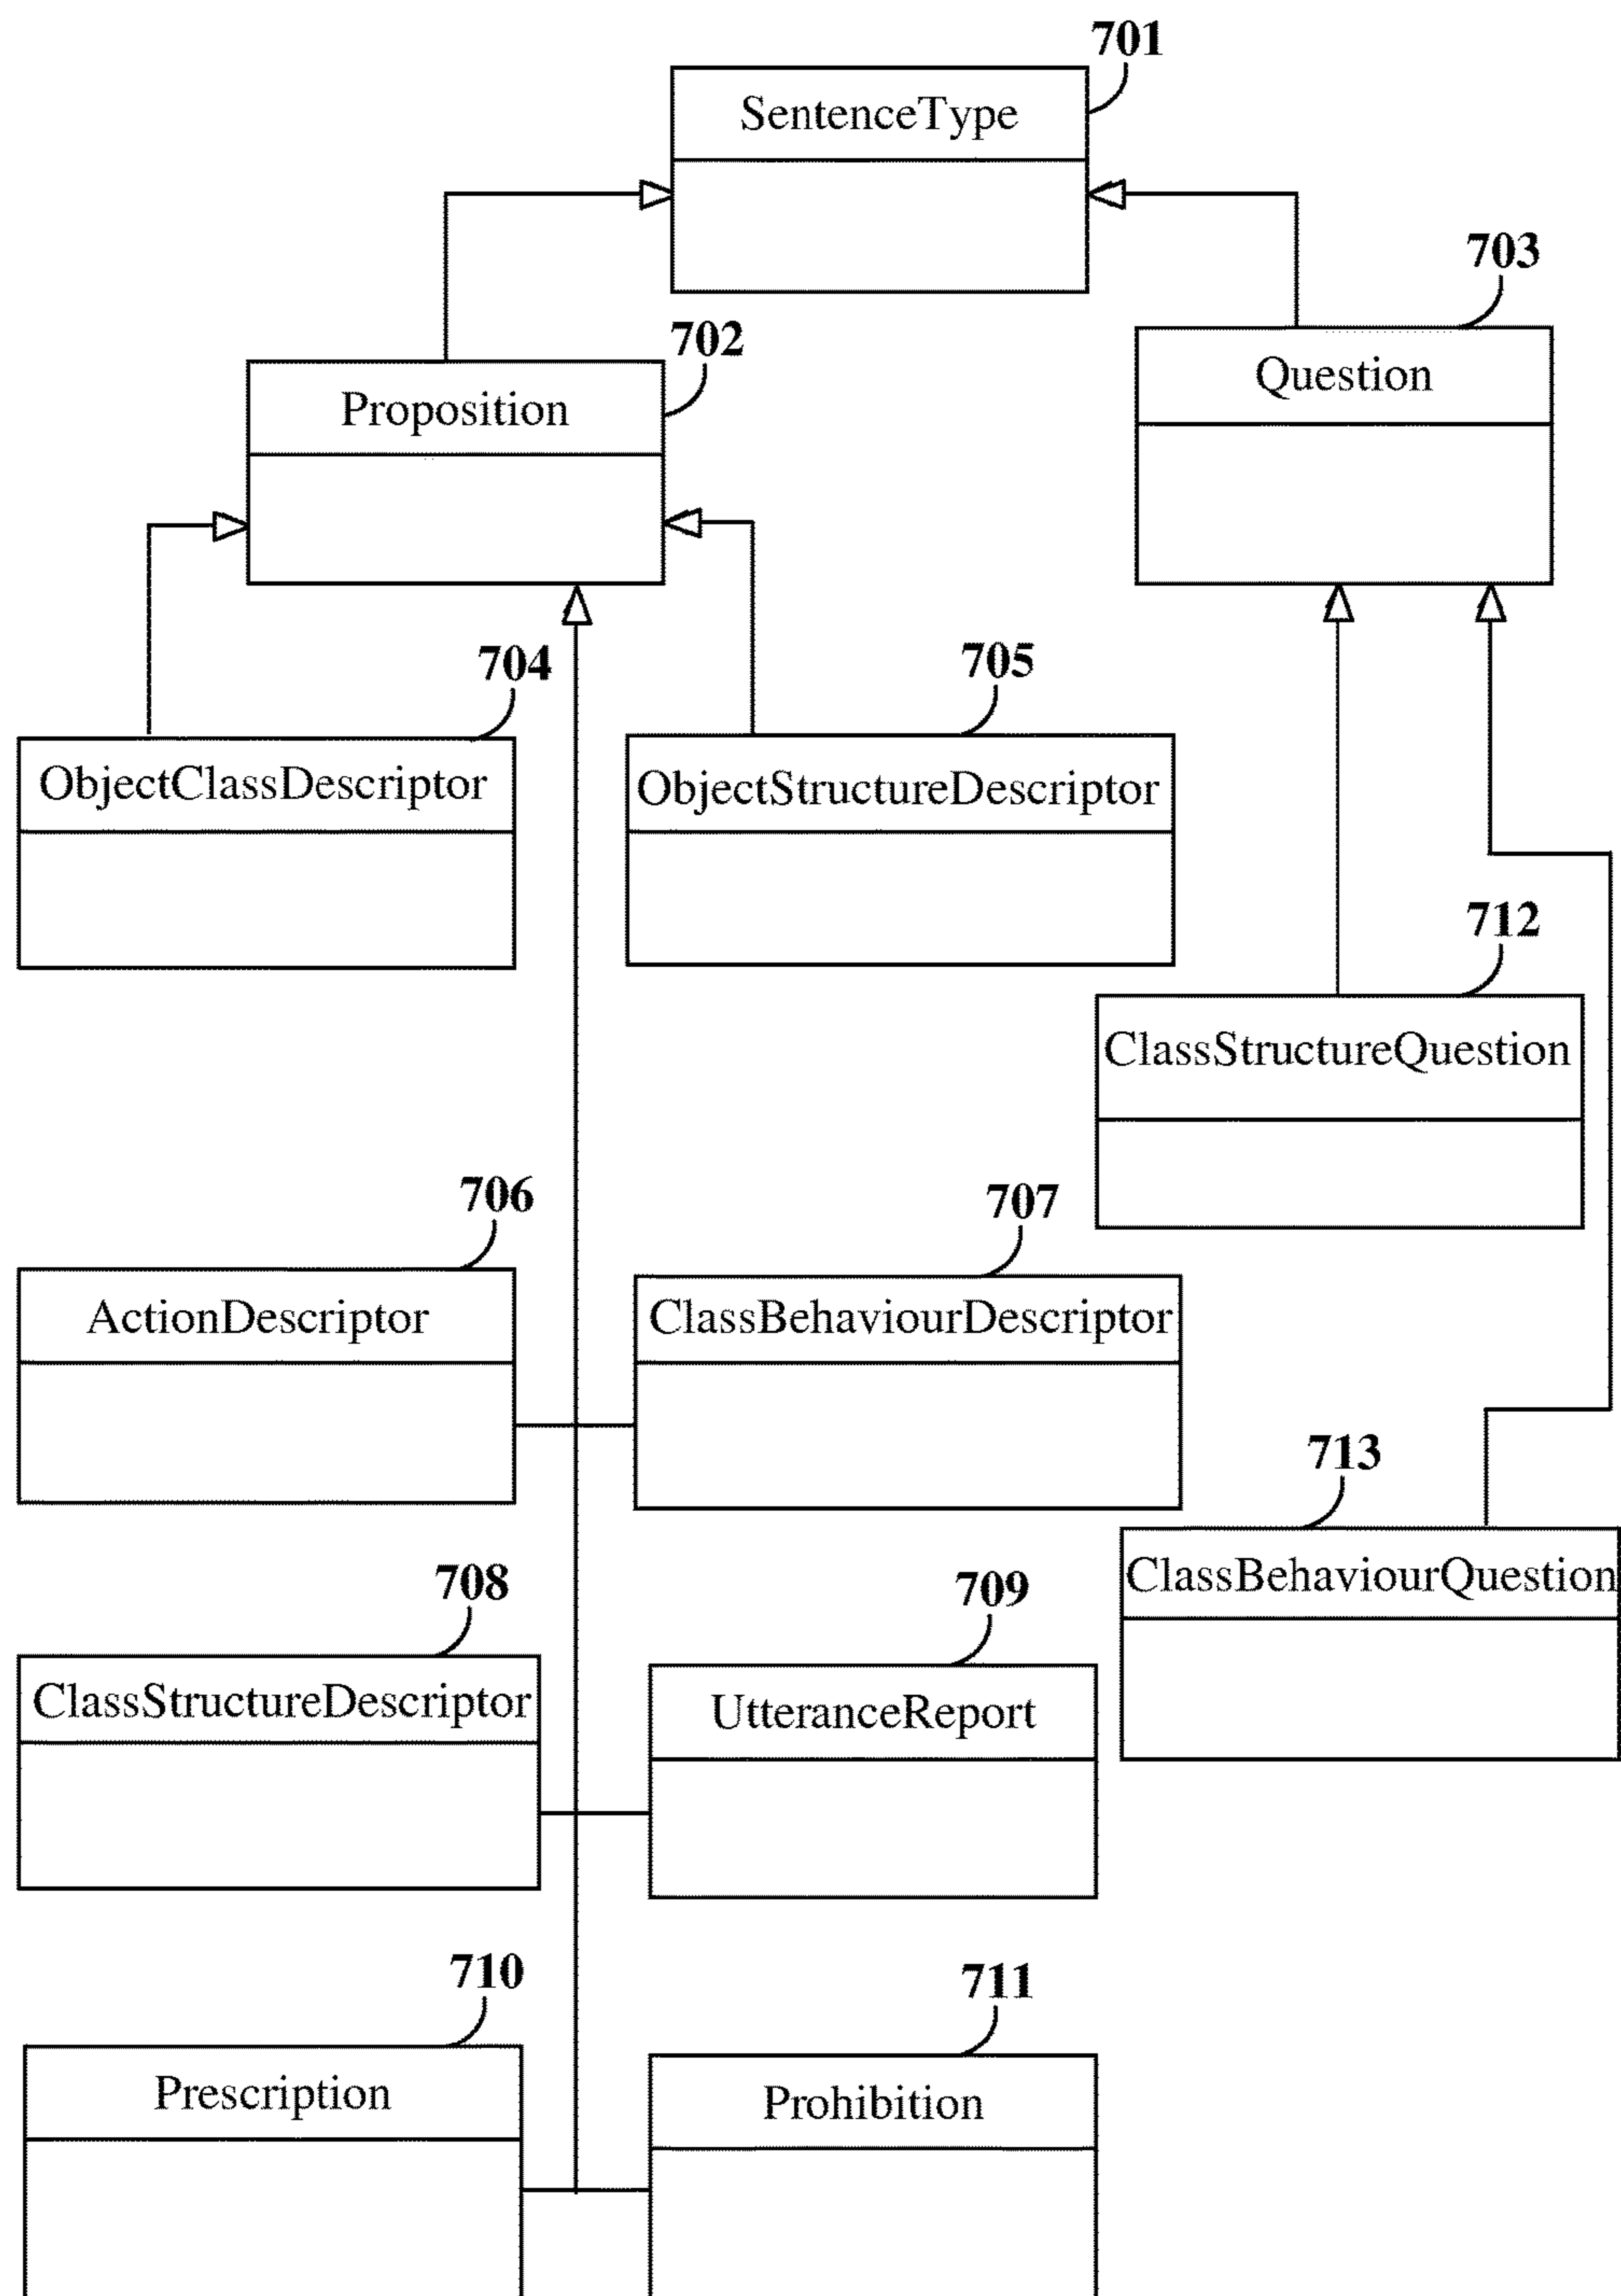 701
SentenceType
703
702
Question
Proposition
704
705
ObjectClassDescriptor
ObjectStructureDescriptor
712
ClassStructureQuestion
706
707
ActionDescriptor
ClassBehaviourDescriptor
713
708
709
ClassBehaviourQuestion
ClassStructureDescriptor
UtteranceReport
710
711
Prescription
Prohibition